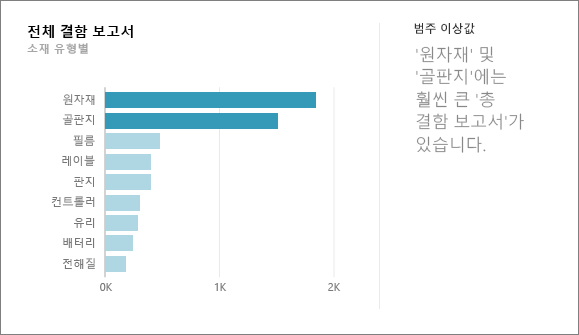 전체 결함 보고서
소재 유형별
원자재
골판지
필름
레이블
판지
컨트롤러
유리
배터리
전해질
0K 1K 2K
범주 이상값
'원자재' 및
'골판지'에는
훨씬 큰 '총
결함 보고서'가
있습니다.